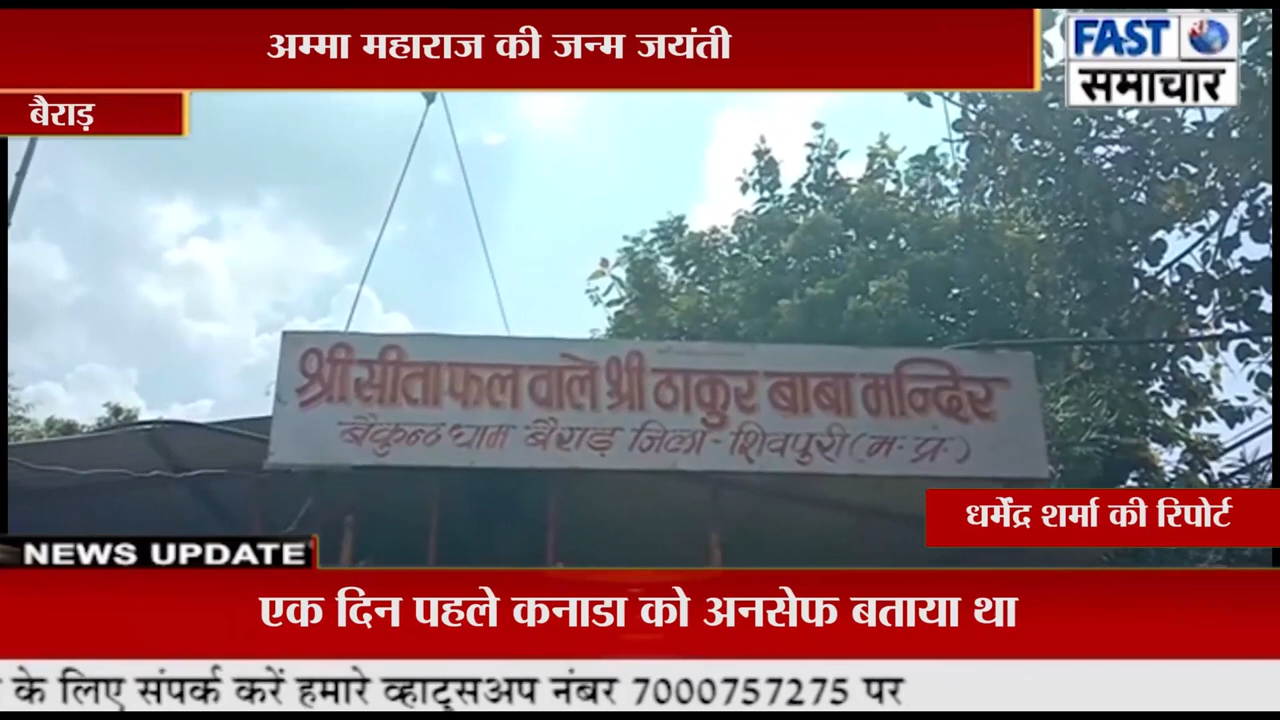 अम्मा महाराज की जन्म जयंती
FAST
समाचार
बैराड़
श्री सीताफल वाले श्री ठाकुर बाबा मन्दिर
बैकुण्ठ धाम बैराड़ जिला - शिवपुरी (म. प्र.)
धर्मेंद्र शर्मा की रिपोर्ट
NEWS UPDATE
एक दिन पहले कनाडा को अनसेफ बताया था
के लिए संपर्क करें हमारे व्हाट्सअप नंबर 7000757275 पर